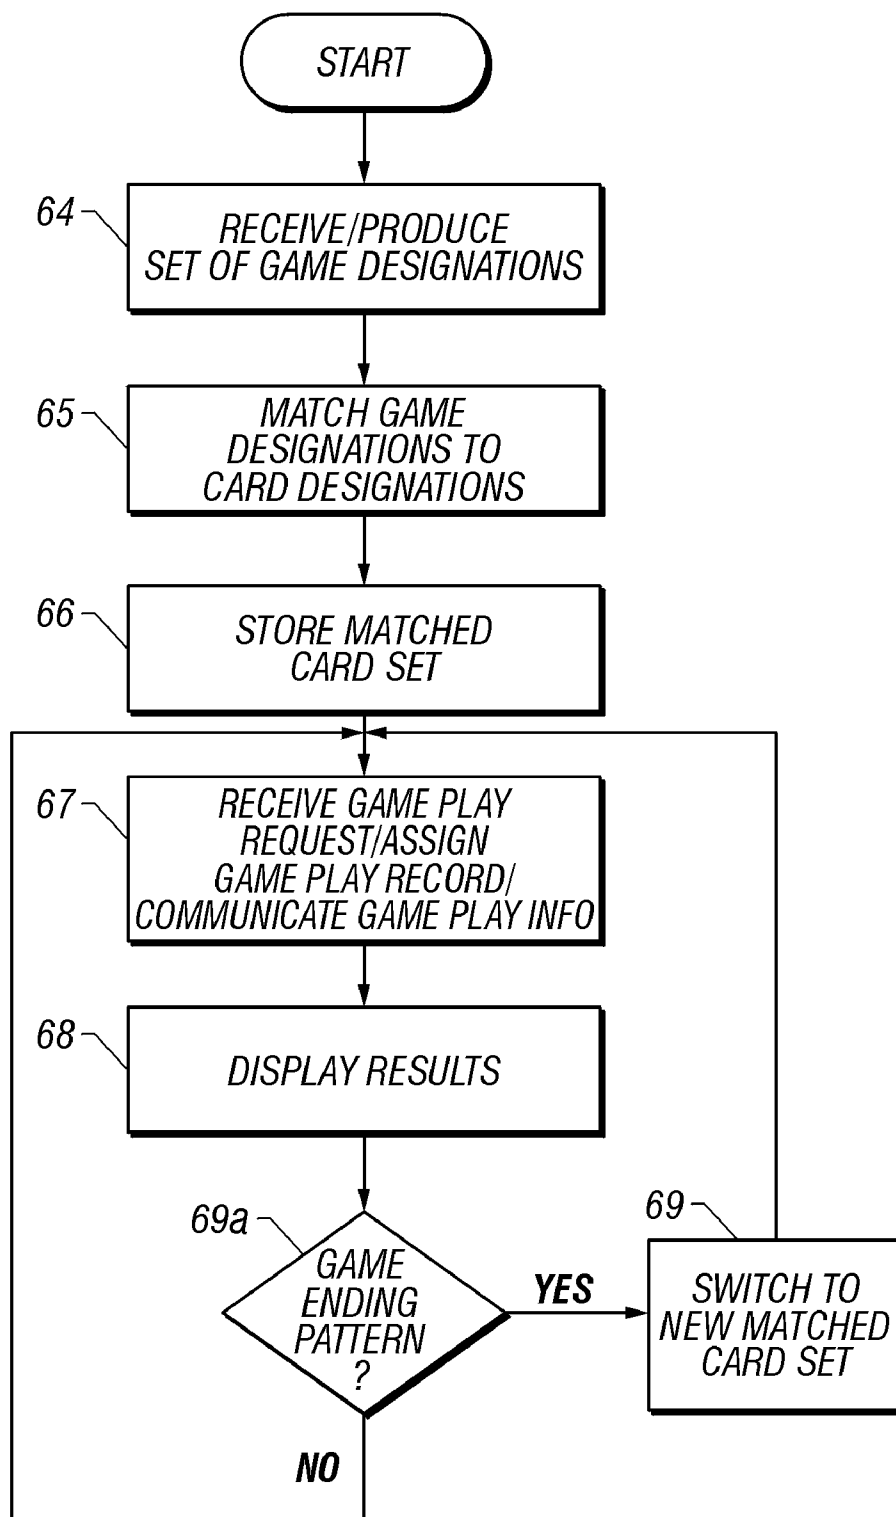 START
64
RECEIVE/PRODUCE
SET OF GAME DESIGNATIONS
65
MATCH GAME
DESIGNATIONS TO
CARD DESIGNATIONS
66
STORE MATCHED
CARD SET
67
RECEIVE GAME PLAY
REQUEST/ASSIGN
GAME PLAY RECORD/
COMMUNICATE GAME PLAY INFO
68
DISPLAY RESULTS
69a
GAME
ENDING
PATTERN
?
YES
69
SWITCH TO
NEW MATCHED
CARD SET
NO